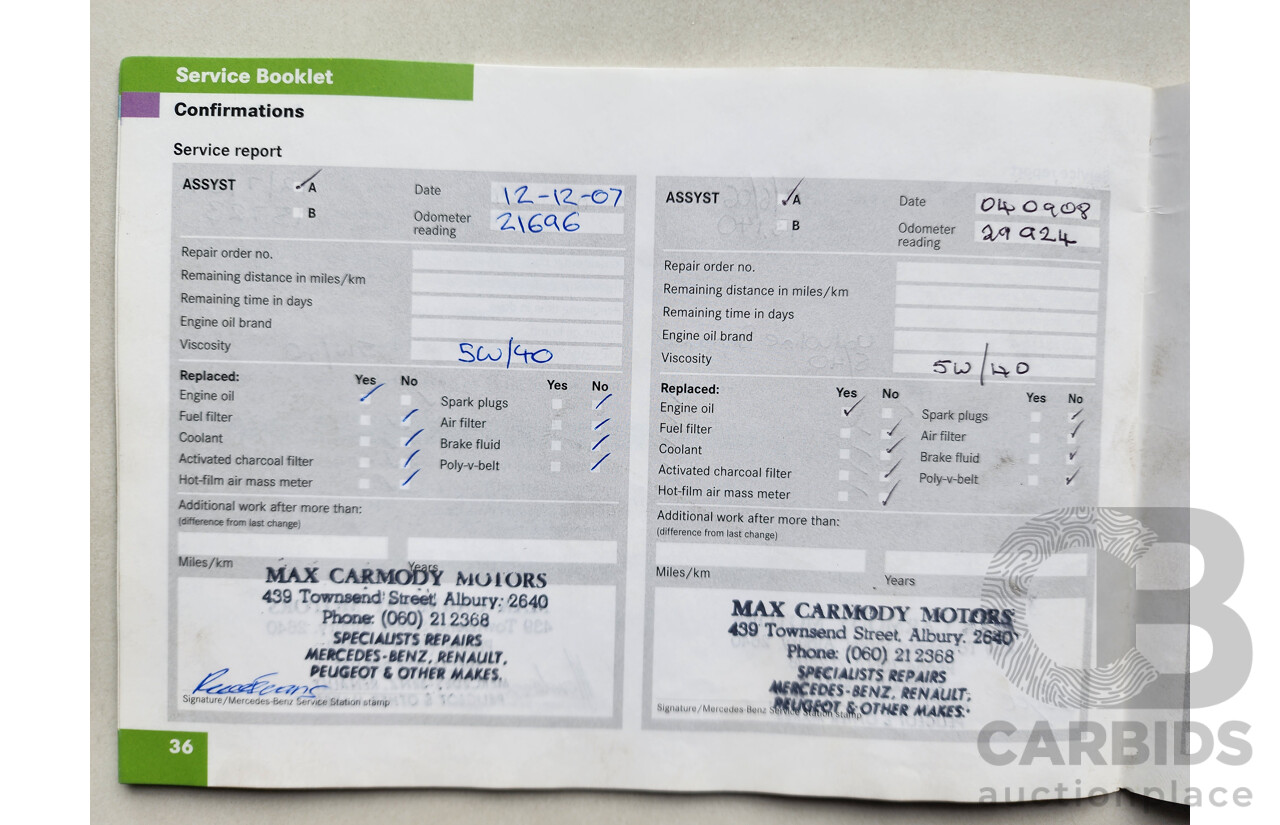 Service Booklet
Confirmations
Service report
ASSYST A
B
Date 12-12-07
Odometer reading 21696
Repair order no.
Remaining distance in miles/km
Remaining time in days
Engine oil brand
Viscosity 5W/40
Replaced: Yes No Yes No
Engine oil Spark plugs
Fuel filter Air filter
Coolant Brake fluid
Activated charcoal filter Poly-v-belt
Hot-film air mass meter
Additional work after more than:
(difference from last change)
Miles/km Years
MAX CARMODY MOTORS
439 Townsend Street, Albury. 2640
Phone: (060) 21 2368
SPECIALISTS REPAIRS
MERCEDES-BENZ, RENAULT,
PEUGEOT & OTHER MAKES.
Signature/Mercedes-Benz Service Station stamp
36
ASSYST A
B
Date 040908
Odometer reading 29924
Repair order no.
Remaining distance in miles/km
Remaining time in days
Engine oil brand
Viscosity 5W/40
Replaced: Yes No Yes No
Engine oil Spark plugs
Fuel filter Air filter
Coolant Brake fluid
Activated charcoal filter Poly-v-belt
Hot-film air mass meter
Additional work after more than:
(difference from last change)
Miles/km Years
MAX CARMODY MOTORS
439 Townsend Street, Albury. 2640
Phone: (060) 21 2368
SPECIALISTS REPAIRS
MERCEDES-BENZ, RENAULT,
PEUGEOT & OTHER MAKES.
Signature/Mercedes-Benz Service Station stamp
CB
CARBIDS
auctionplace